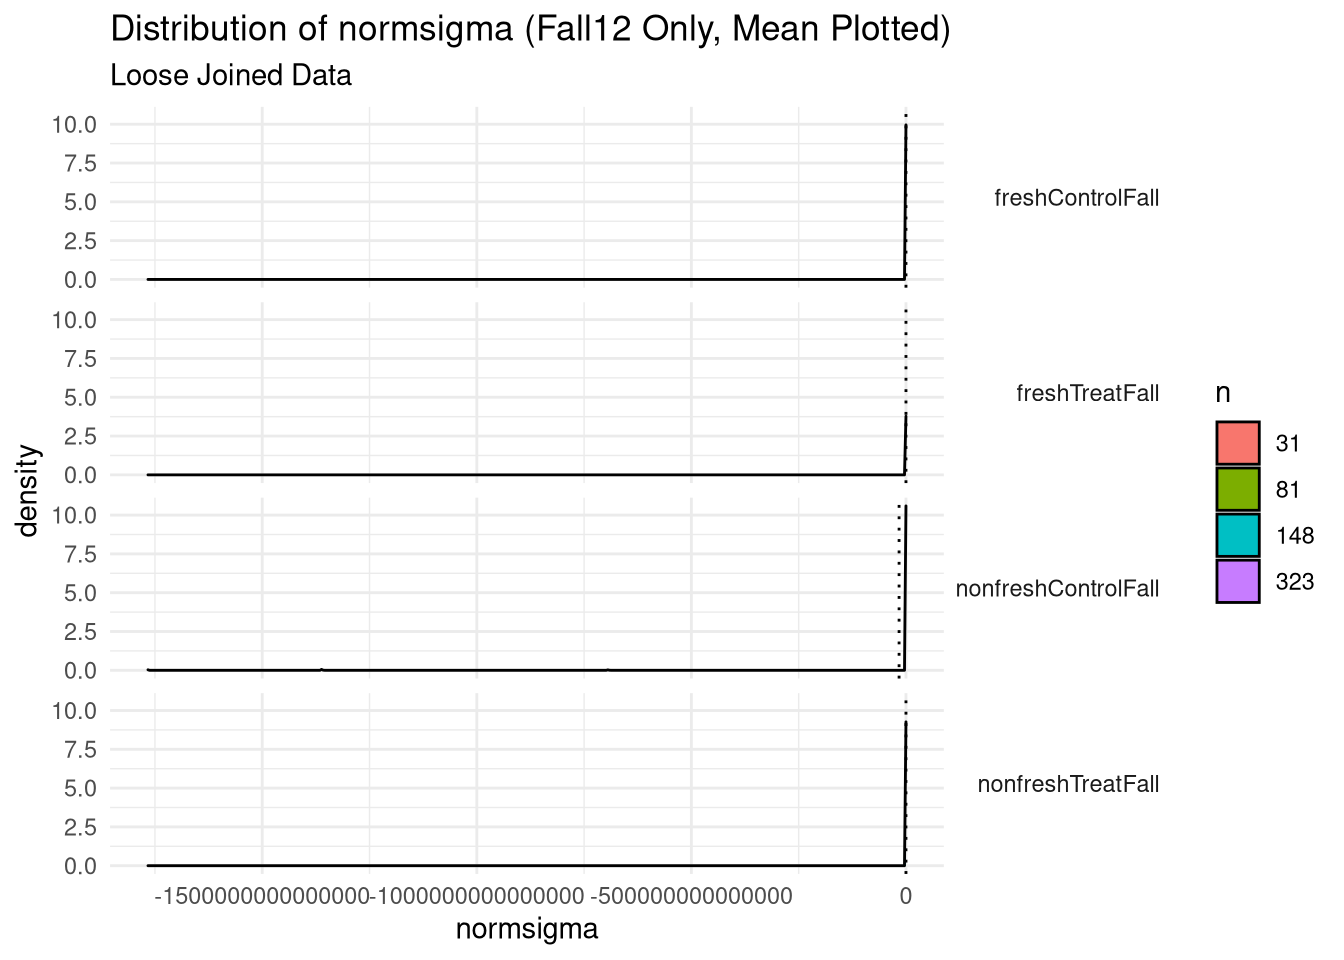 Distribution of normsigma (Fall12 Only, Mean Plotted)
Loose Joined Data
10.0
7.5
5.0
2.5
0.0
freshControlFall
10.0
7.5
5.0
2.5
0.0
freshTreatFall
10.0
7.5
5.0
2.5
0.0
nonfreshControlFall
10.0
7.5
5.0
2.5
0.0
nonfreshTreatFall
density
-1500000000000000 -1000000000000000 -500000000000000 0
normsigma
n
31
81
148
323